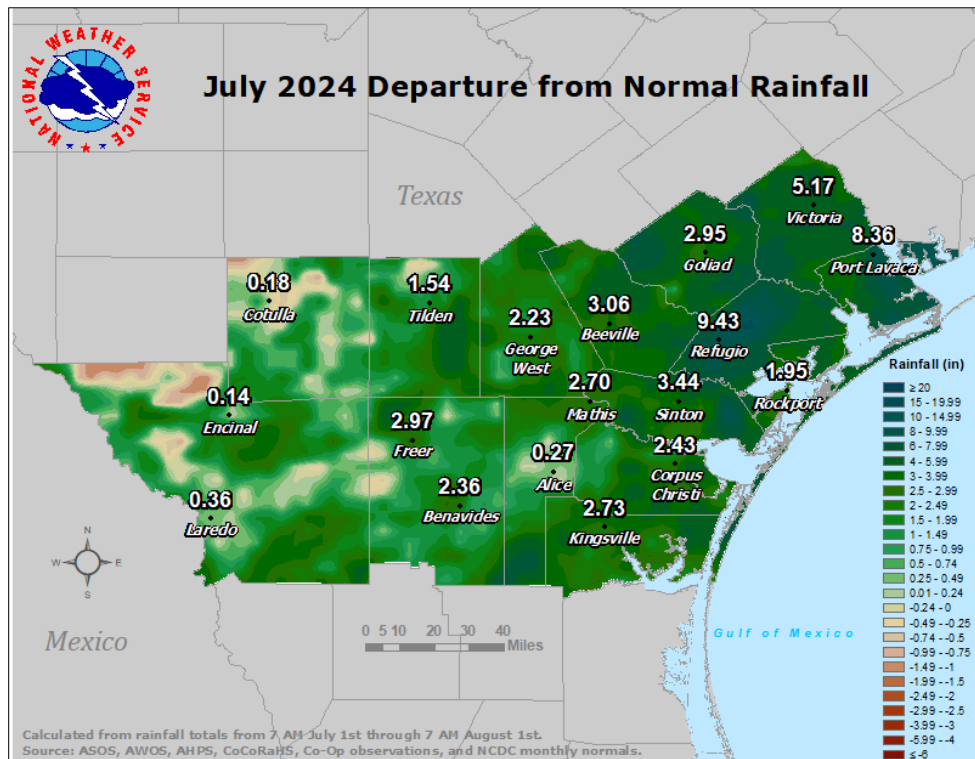 NATIONAL WEATHER SERVICE
July 2024 Departure from Normal Rainfall
Texas
5.17
Victoria
2.95
Goliad
8.36
Port Lavaca
0.18
Cotulla
1.54
Tilden
3.06
Beeville
2.23
George
West
9.43
Refugio
1.95
Rockport
0.14
Encinal
2.70
Mathis
3.44
Sinton
2.97
Freer
0.27
Alice
2.43
Corpus
Christi
2.36
Benavides
0.36
Laredo
2.73
Kingsville
Rainfall (in)
≥ 20
15 - 19.99
10 - 14.99
8 - 9.99
6 - 7.99
4 - 5.99
3 - 3.99
2.5 - 2.99
2 - 2.49
1.5 - 1.99
1 - 1.49
0.75 - 0.99
0.5 - 0.74
0.25 - 0.49
0.01 - 0.24
-0.24 - 0
-0.49 - -0.25
-0.74 - -0.5
-0.99 - -0.75
-1.49 - -1
-1.99 - -1.5
-2.49 - -2
-2.99 - -2.5
-3.99 - -3
-5.99 - -4
≤ -6
N
W E
S
Mexico
0 5 10 20 30 40
Miles
Gulf of Mexico
Calculated from rainfall totals from 7 AM July 1st through 7 AM August 1st.
Source: ASOS, AWOS, AHPS, CoCoRaHS, Co-Op observations, and NCDC monthly normals.